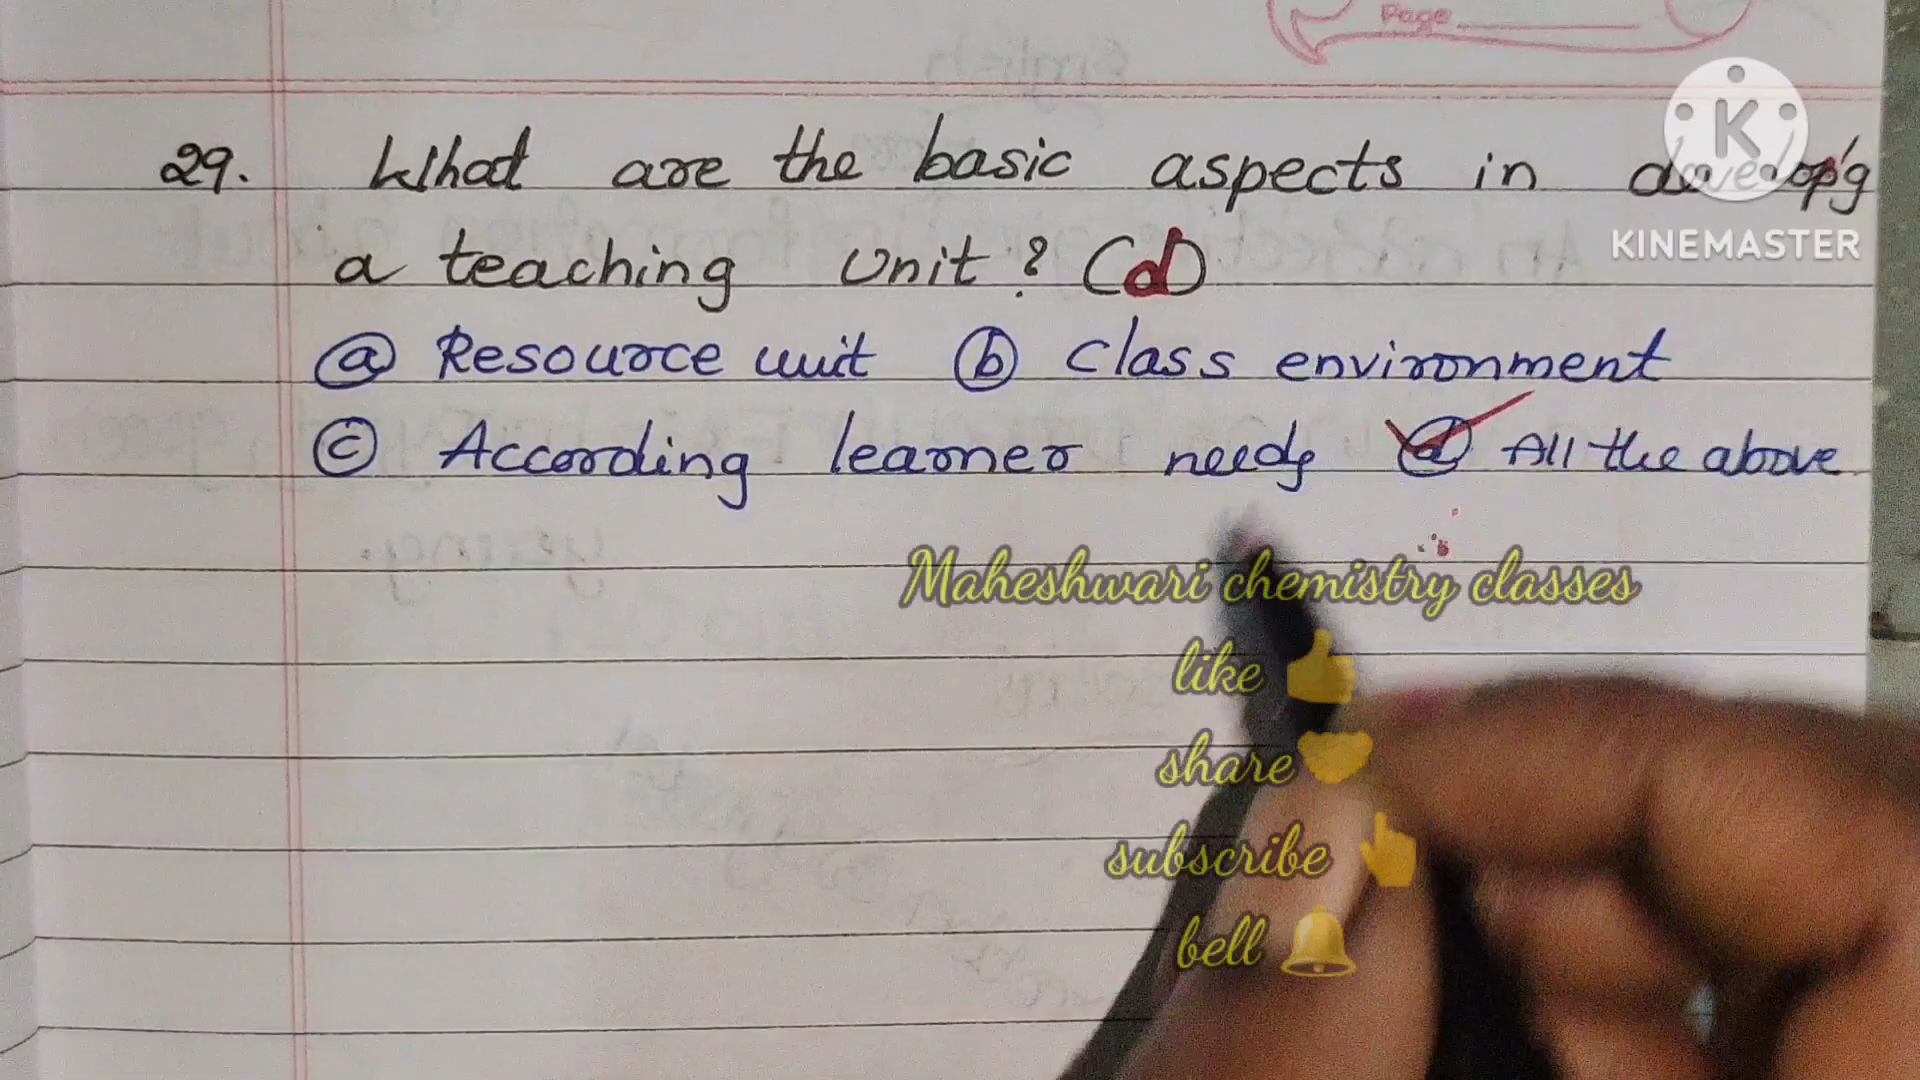 Page
29. What are the basic aspects in develop'g
a teaching Unit? (d)
ⓐ Resource unit ⓑ Class environment
ⓒ According learner needs ⓓ All the above
KINEMASTER
Maheshwari chemistry classes
like 👍
share
subscribe 👆
bell 🔔